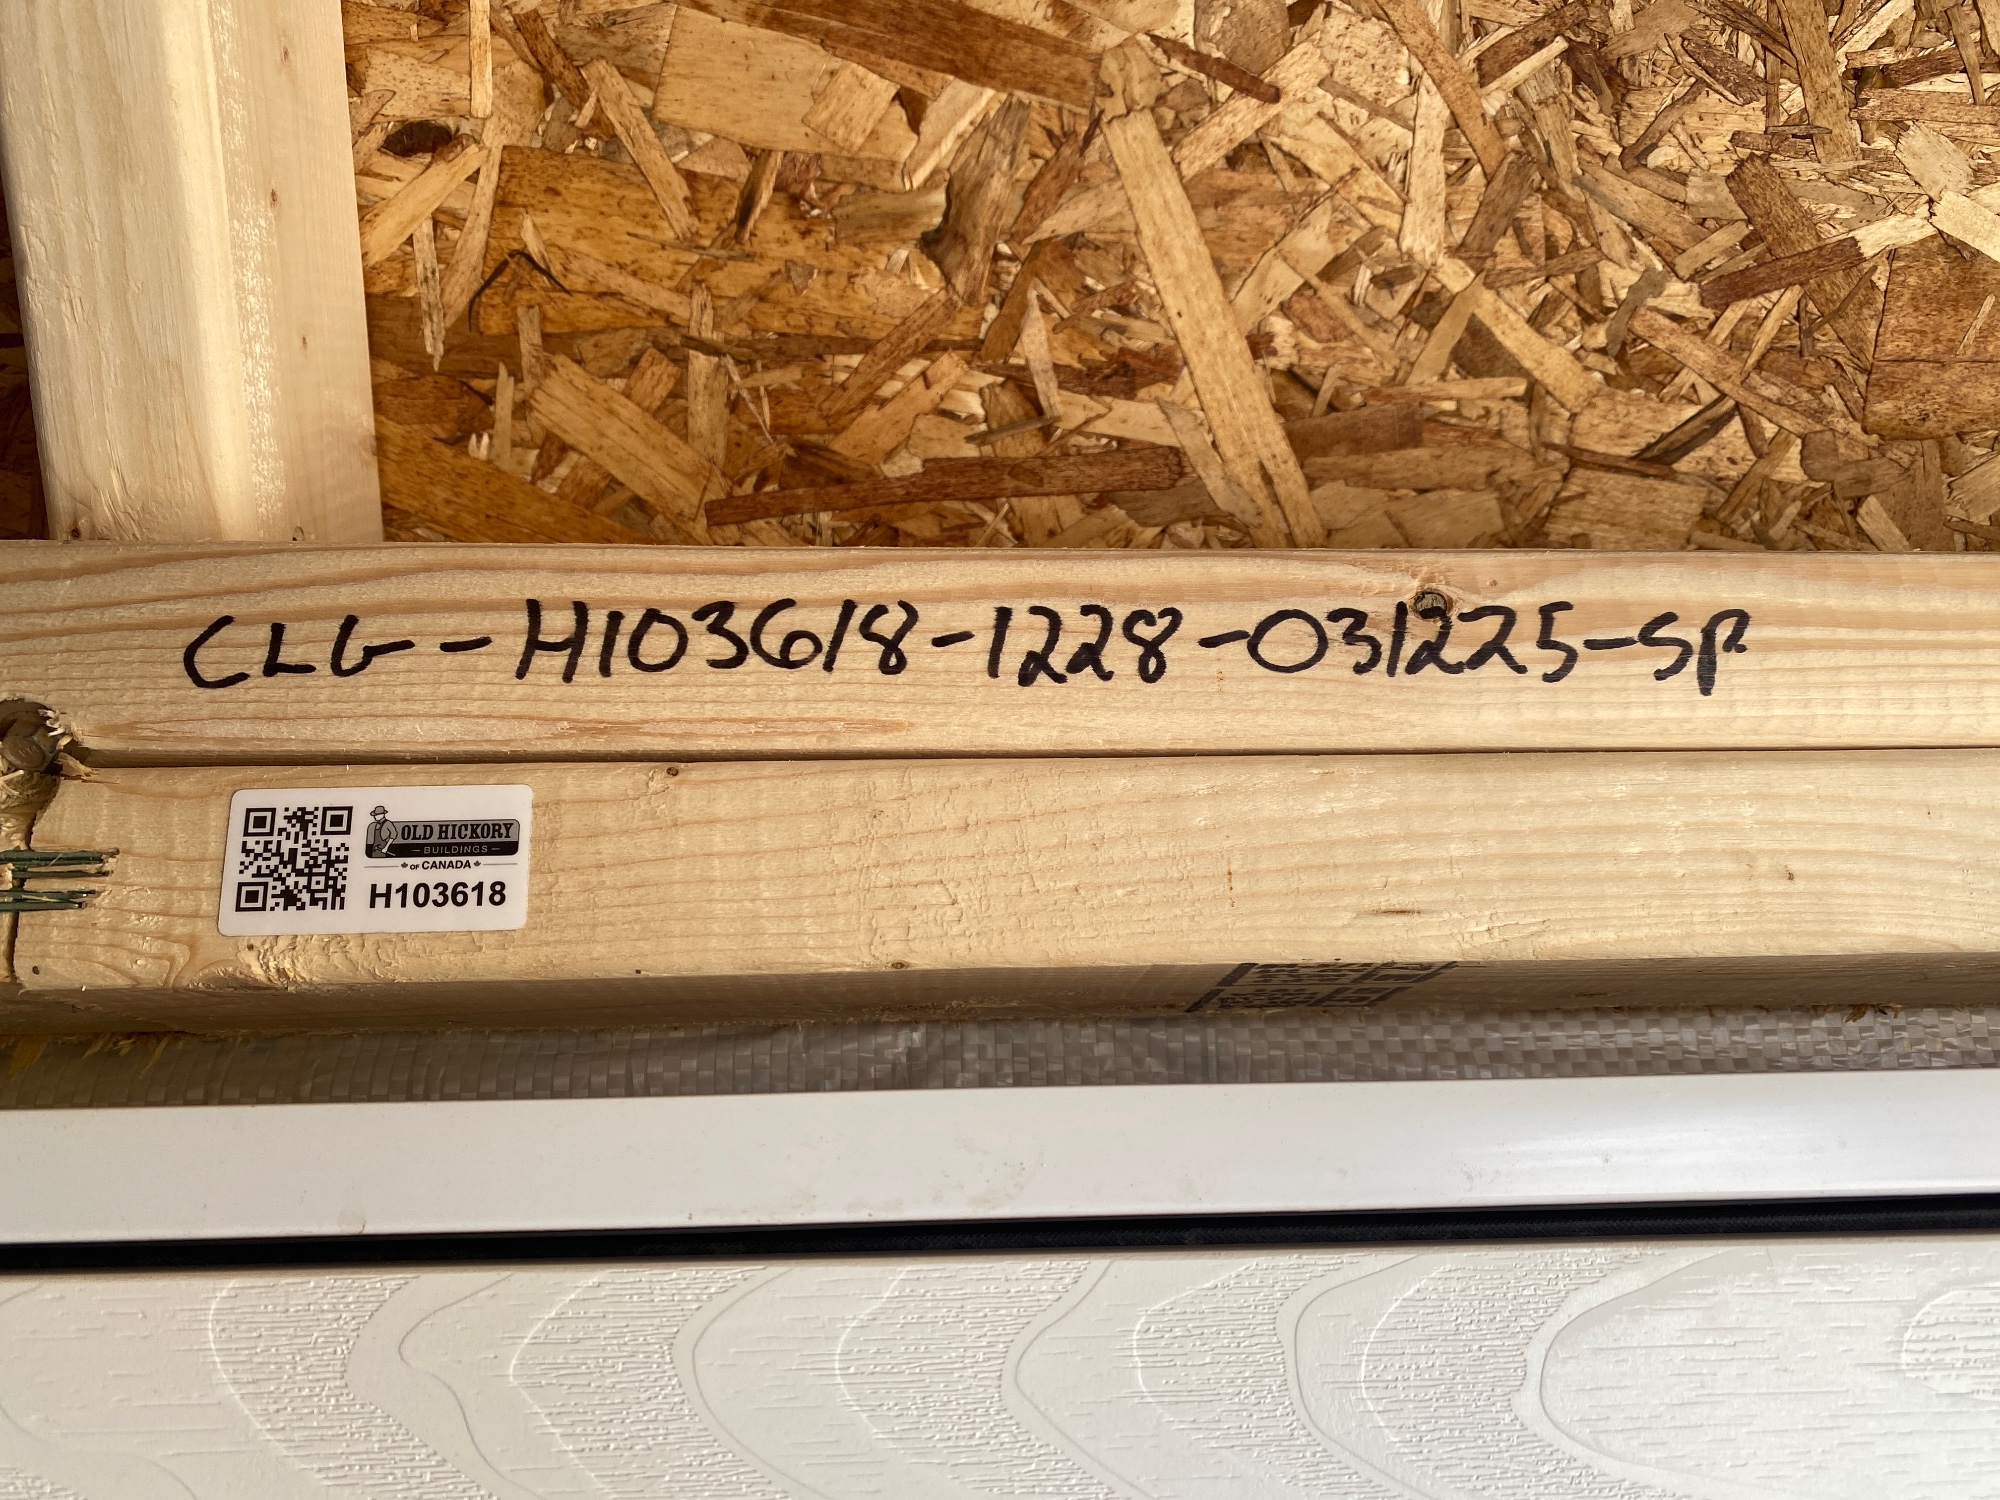 CLG-H103618-1228-031225-SP
OLD HICKORY
BUILDINGS
OF CANADA
H103618